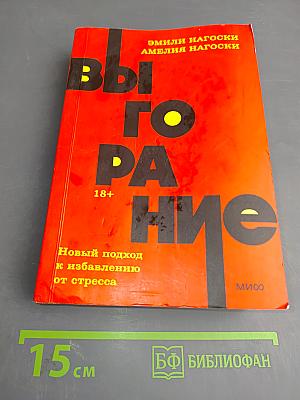 ЭМИЛИ НАГОСКИ
АМЕЛИЯ НАГОСКИ
ВЫ
ГО
РА
НИЕ
18+
Новый подход
к избавлению
от стресса
МИФ
15 СМ
БФ БИБЛИОФАН